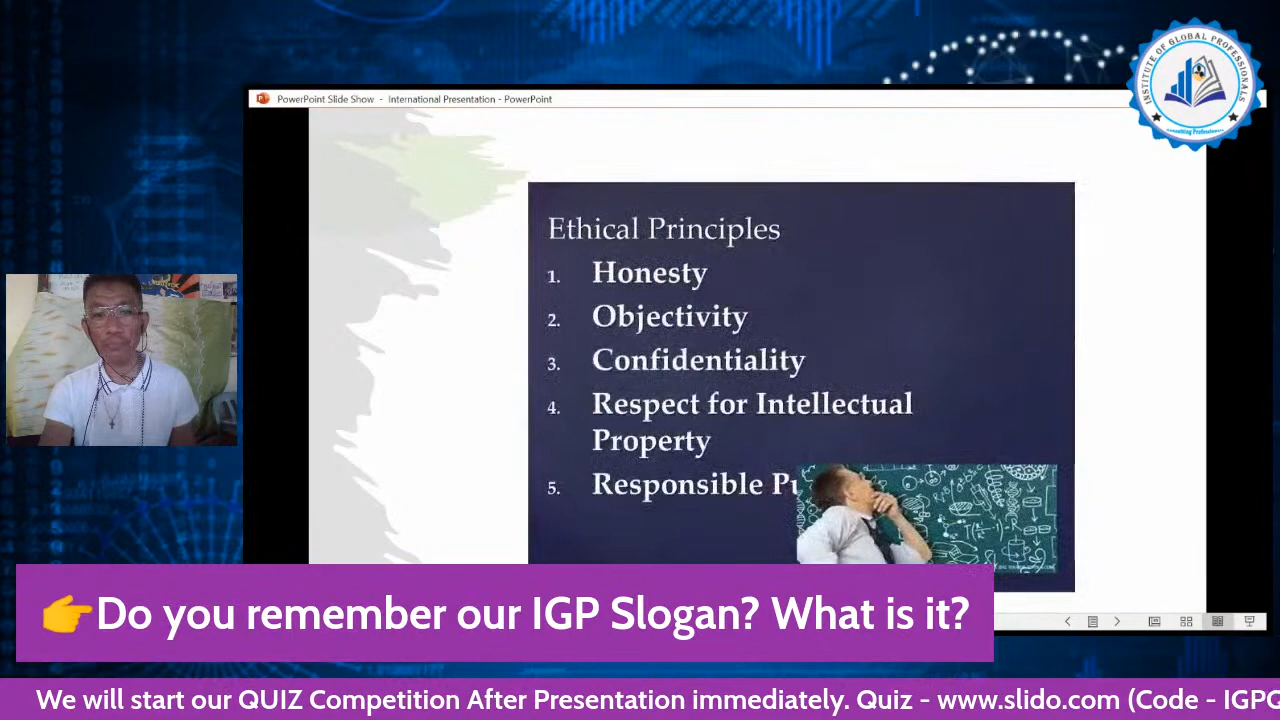 INSTITUTE OF GLOBAL PROFESSIONALS
Consulting Professionals
PowerPoint Slide Show - International Presentation - PowerPoint
Ethical Principles
1. Honesty
2. Objectivity
3. Confidentiality
4. Respect for Intellectual
Property
5. Responsible Pu
👉Do you remember our IGP Slogan? What is it?
We will start our QUIZ Competition After Presentation immediately. Quiz - www.slido.com (Code - IGPC